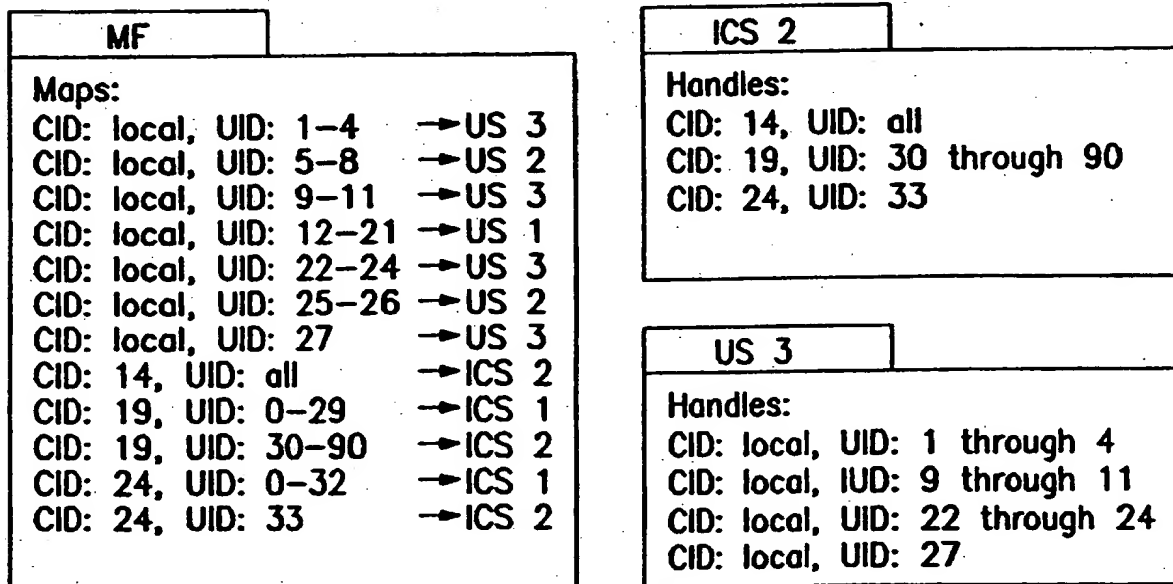 MF
Maps:
CID: local, UID: 1–4 →US 3
CID: local, UID: 5–8 →US 2
CID: local, UID: 9–11 →US 3
CID: local, UID: 12–21 →US 1
CID: local, UID: 22–24 →US 3
CID: local, UID: 25–26 →US 2
CID: local, UID: 27 →US 3
CID: 14, UID: all →ICS 2
CID: 19, UID: 0–29 →ICS 1
CID: 19, UID: 30–90 →ICS 2
CID: 24, UID: 0–32 →ICS 1
CID: 24, UID: 33 →ICS 2
ICS 2
Handles:
CID: 14, UID: all
CID: 19, UID: 30 through 90
CID: 24, UID: 33
US 3
Handles:
CID: local, UID: 1 through 4
CID: local, IUD: 9 through 11
CID: local, UID: 22 through 24
CID: local, UID: 27